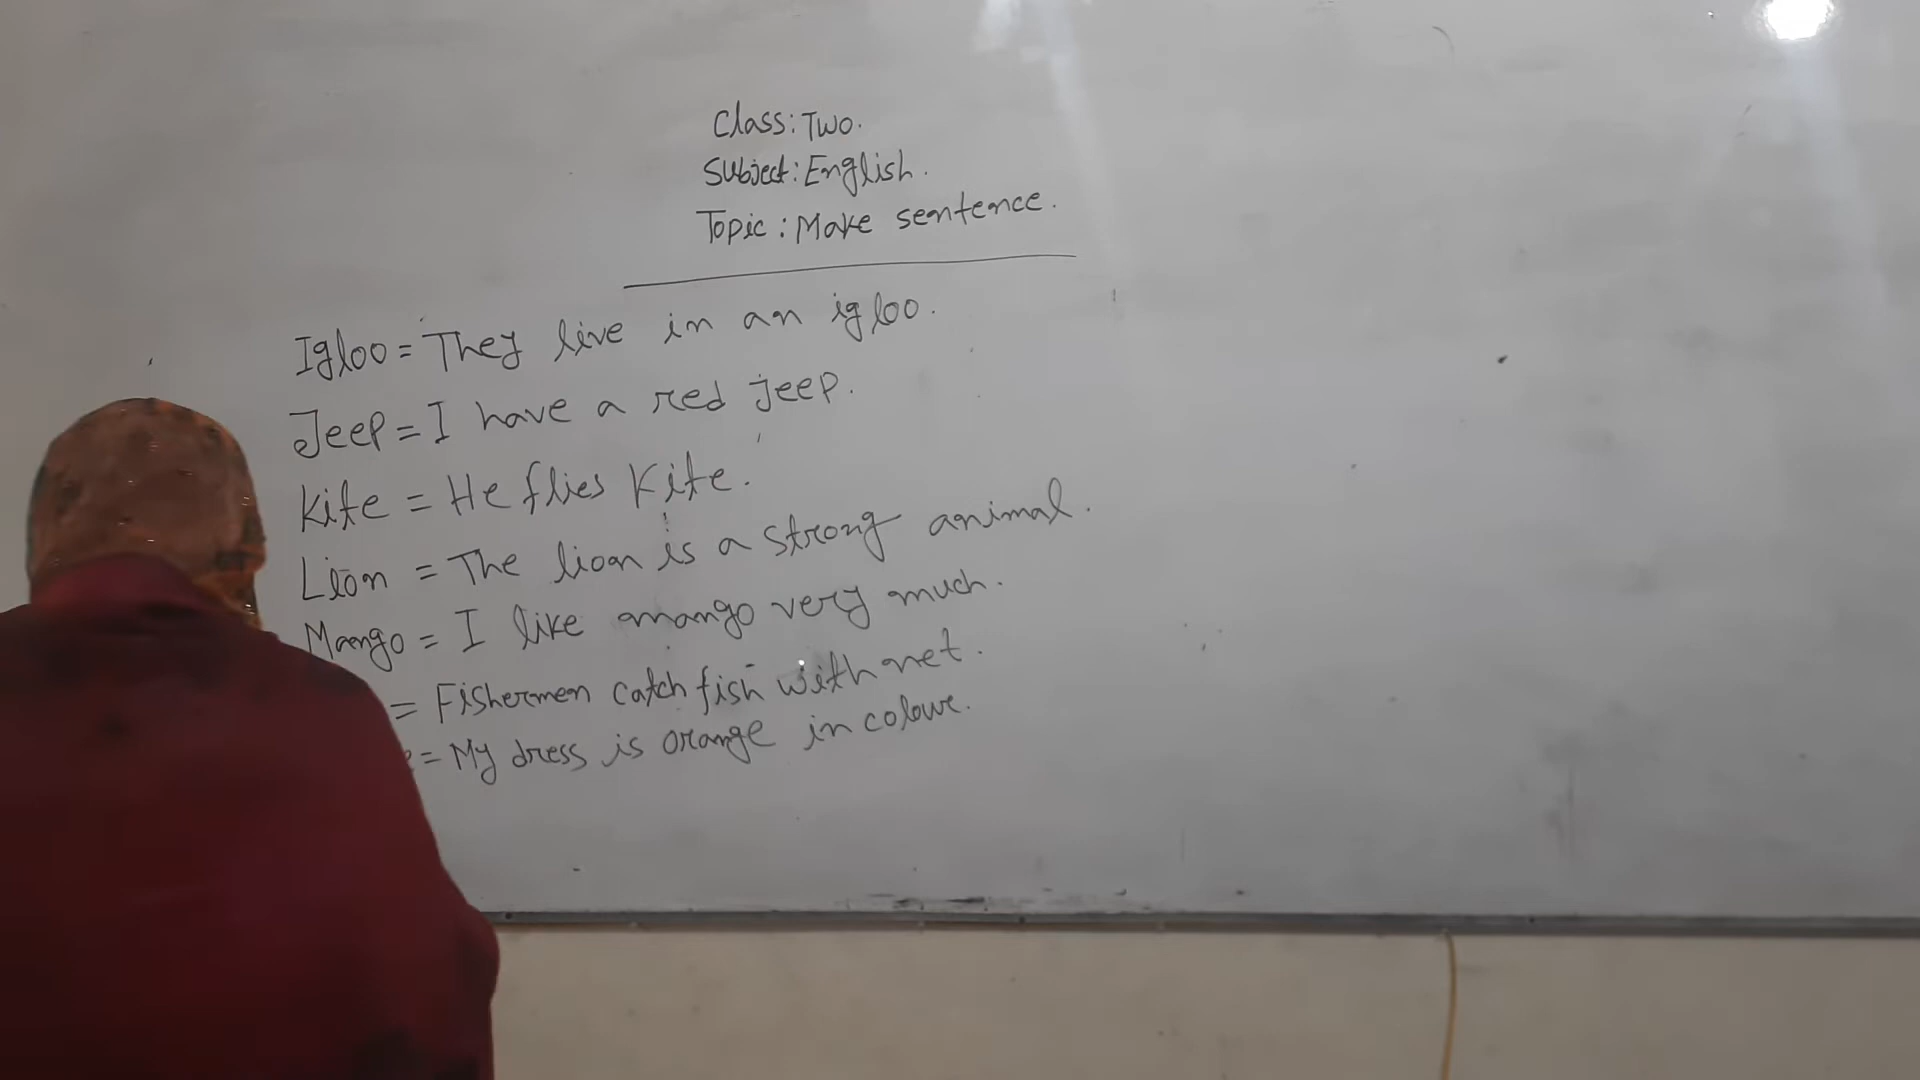 Class: Two.
Subject: English.
Topic: Make sentence.
Igloo = They live in an igloo.
Jeep = I have a red jeep.
Kite = He flies Kite.
Lion = The lion is a strong animal.
Mango = I like mango very much.
= Fishermen catch fish with net.
e = My dress is orange in colour.